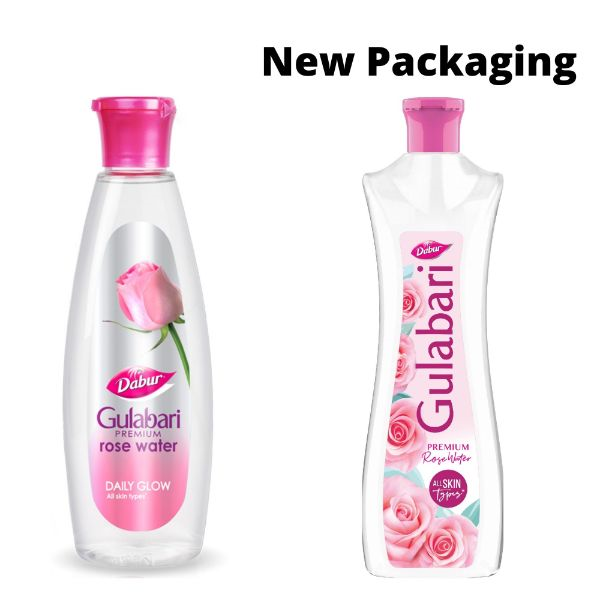 New Packaging
Dabur
Gulabari
PREMIUM
rose water
DAILY GLOW
All skin types*
Dabur
Gulabari
PREMIUM
Rose Water
ALL SKIN
types*